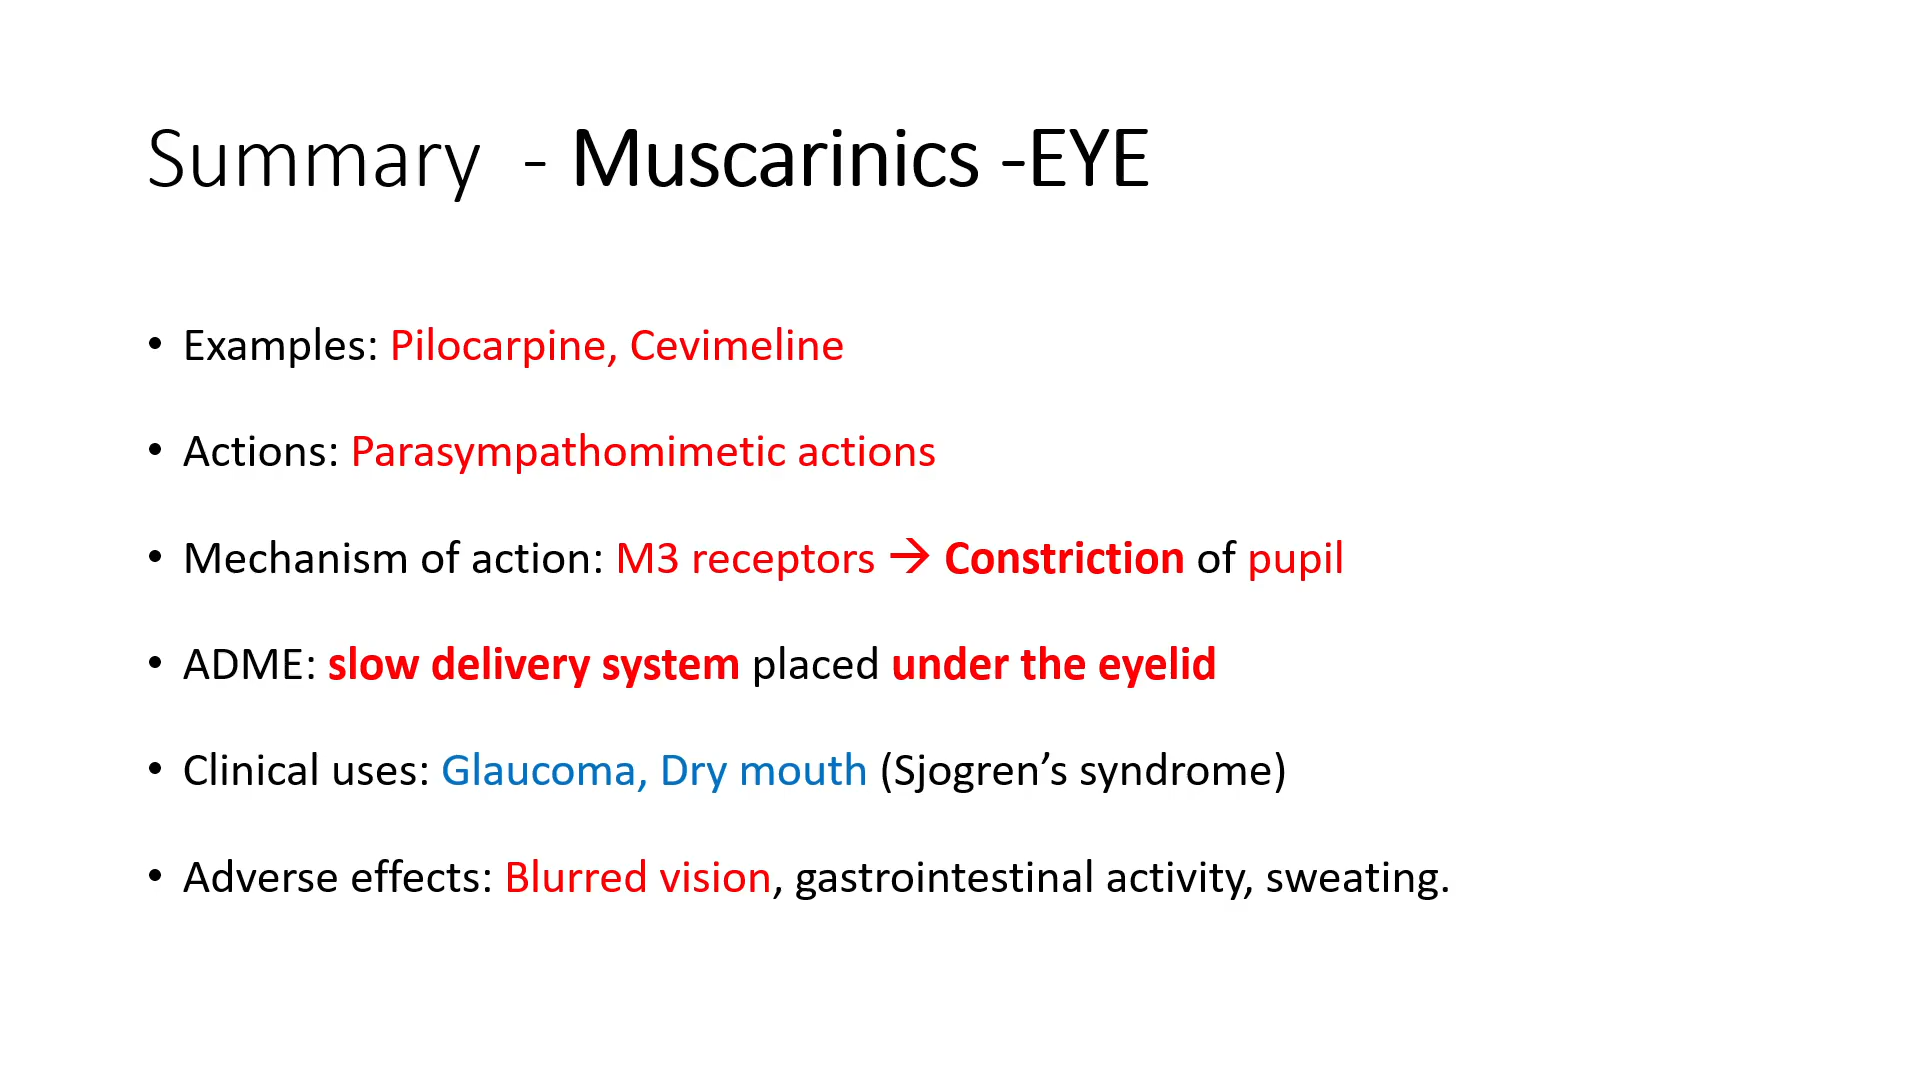 Summary - Muscarinics -EYE
• Examples: Pilocarpine, Cevimeline
• Actions: Parasympathomimetic actions
• Mechanism of action: M3 receptors → Constriction of pupil
• ADME: slow delivery system placed under the eyelid
• Clinical uses: Glaucoma, Dry mouth (Sjogren’s syndrome)
• Adverse effects: Blurred vision, gastrointestinal activity, sweating.